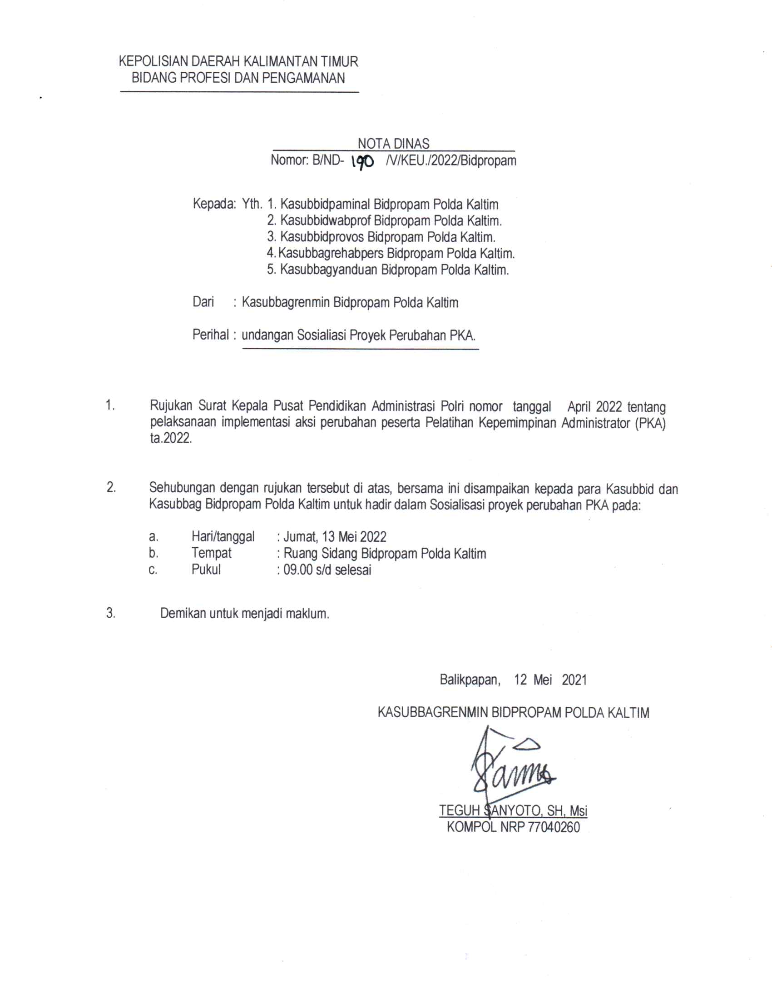 KEPOLISIAN DAERAH KALIMANTAN TIMUR
BIDANG PROFESI DAN PENGAMANAN
NOTA DINAS
Nomor: B/ND- 190 /V/KEU./2022/Bidpropam
Kepada: Yth. 1. Kasubbidpaminal Bidpropam Polda Kaltim
2. Kasubbidwabprof Bidpropam Polda Kaltim.
3. Kasubbidprovos Bidpropam Polda Kaltim.
4. Kasubbagrehabpers Bidpropam Polda Kaltim.
5. Kasubbagyanduan Bidpropam Polda Kaltim.
Dari : Kasubbagrenmin Bidpropam Polda Kaltim
Perihal : undangan Sosialiasi Proyek Perubahan PKA.
1. Rujukan Surat Kepala Pusat Pendidikan Administrasi Polri nomor tanggal April 2022 tentang
pelaksanaan implementasi aksi perubahan peserta Pelatihan Kepemimpinan Administrator (PKA)
ta.2022.
2. Sehubungan dengan rujukan tersebut di atas, bersama ini disampaikan kepada para Kasubbid dan
Kasubbag Bidpropam Polda Kaltim untuk hadir dalam Sosialisasi proyek perubahan PKA pada:
a. Hari/tanggal : Jumat, 13 Mei 2022
b. Tempat : Ruang Sidang Bidpropam Polda Kaltim
c. Pukul : 09.00 s/d selesai
3. Demikan untuk menjadi maklum.
Balikpapan, 12 Mei 2021
KASUBBAGRENMIN BIDPROPAM POLDA KALTIM
TEGUH SANYOTO, SH, Msi
KOMPOL NRP 77040260